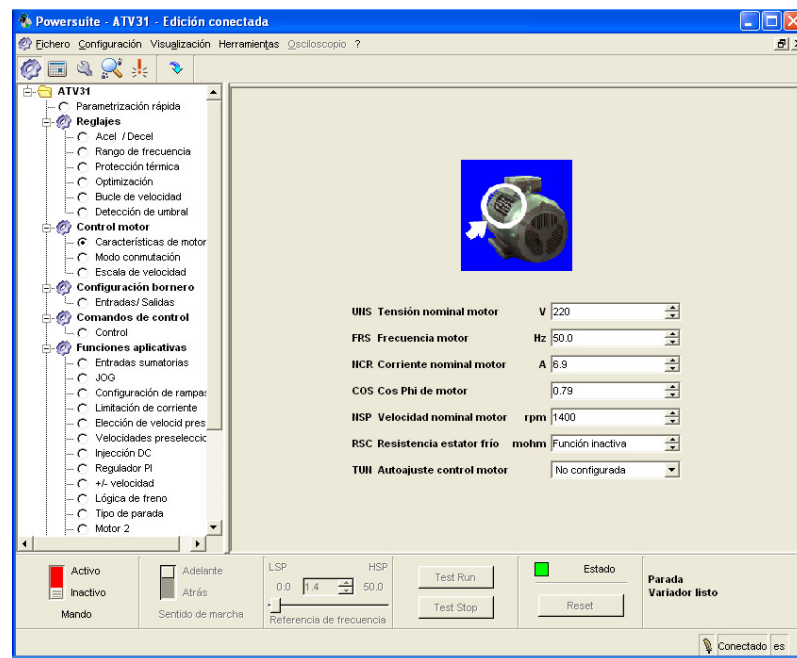 Powersuite - ATV31 - Edición conectada
Fichero Configuración Visualización Herramientas Osciloscopio ?
ATV31
Parametrización rápida
Reglajes
Acel / Decel
Rango de frecuencia
Protección térmica
Optimización
Bucle de velocidad
Detección de umbral
Control motor
Características de motor
Modo conmutación
Escala de velocidad
Configuración bornero
Entradas/ Salidas
Comandos de control
Control
Funciones aplicativas
Entradas sumatorias
JOG
Configuración de rampas
Limitación de corriente
Elección de velocid pres
Velocidades preseleccic
Injección DC
Regulador PI
+/- velocidad
Lógica de freno
Tipo de parada
Motor 2
UNS Tensión nominal motor V 220
FRS Frecuencia motor Hz 50.0
NCR Corriente nominal motor A 6.9
COS Cos Phi de motor 0.79
NSP Velocidad nominal motor rpm 1400
RSC Resistencia estator frío mohm Función inactiva
TUN Autoajuste control motor No configurada
Activo
Inactivo
Mando
Adelante
Atrás
Sentido de marcha
LSP HSP
0.0 1.4 50.0
Referencia de frecuencia
Test Run
Test Stop
Estado
Reset
Parada
Variador listo
Conectado es